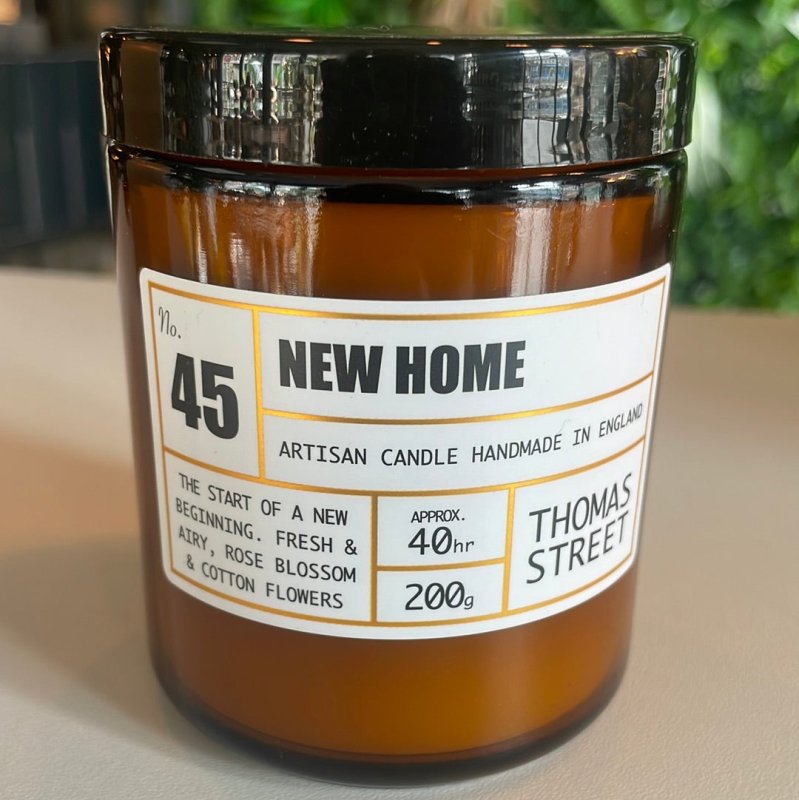 No.
45
NEW HOME
ARTISAN CANDLE HANDMADE IN ENGLAND
THE START OF A NEW
BEGINNING. FRESH &
AIRY, ROSE BLOSSOM
& COTTON FLOWERS
APPROX.
40hr
200g
THOMAS
STREET